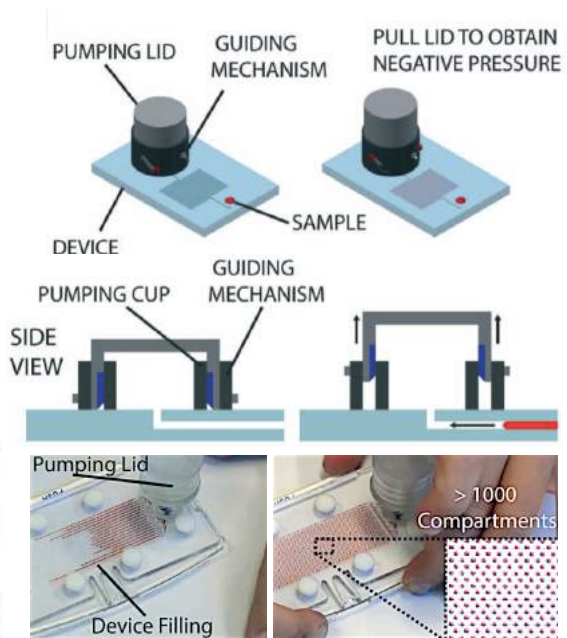 PUMPING LID
GUIDING
MECHANISM
PULL LID TO OBTAIN
NEGATIVE PRESSURE
SAMPLE
DEVICE
GUIDING
MECHANISM
PUMPING CUP
SIDE
VIEW
Pumping Lid
Device Filling
> 1000
Compartments